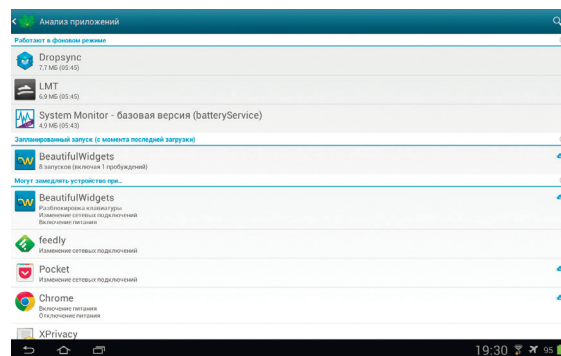 Анализ приложений
Работают в фоновом режиме
Dropsync
7,7 МБ (05:45)
LMT
6,9 МБ (05:45)
System Monitor - базовая версия (batteryService)
4,9 МБ (05:43)
Запланированный запуск (с момента последней загрузки)
BeautifulWidgets
8 запусков (включая 1 пробуждений)
Могут замедлять устройство при...
BeautifulWidgets
Разблокировка клавиатуры
Изменение сетевых подключений
Включение питания
feedly
Изменение сетевых подключений
Pocket
Изменение сетевых подключений
Chrome
Включение питания
Отключение питания
XPrivacy
19:30 95